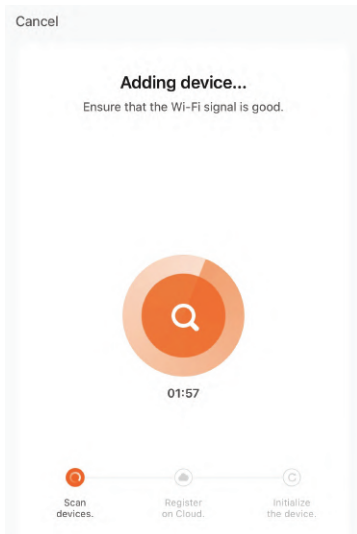 Cancel
Adding device...
Ensure that the Wi-Fi signal is good.
01:57
Scan
devices.
Register
on Cloud.
Initialize
the device.